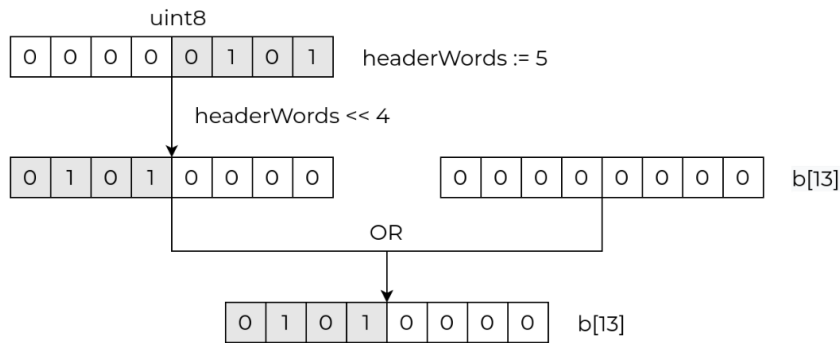 uint8
0 0 0 0 0 1 0 1 headerWords := 5
headerWords << 4
0 1 0 1 0 0 0 0 0 0 0 0 0 0 0 0 b[13]
OR
0 1 0 1 0 0 0 0 b[13]